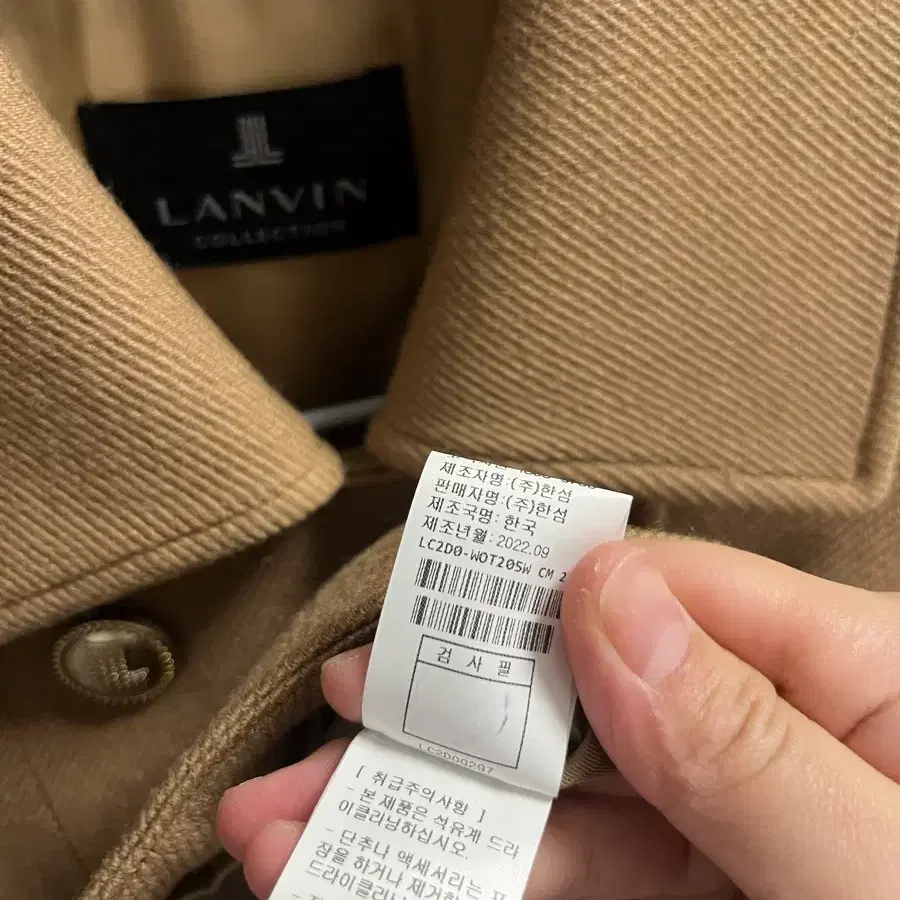 LANVIN
COLLECTION
제조자명:(주)한섬
판매자명:(주)한섬
제조국명: 한국
제조년월: 2022.09
LC2D0-WOT20SW CM 2
검 사 필
LC2D00297
[ 취급주의사항 ]
- 본 제품은 석유계 드라
이클리닝하십시오.
- 단추나 액세서리는 포
장을 하거나 제거한
드라이클리닝